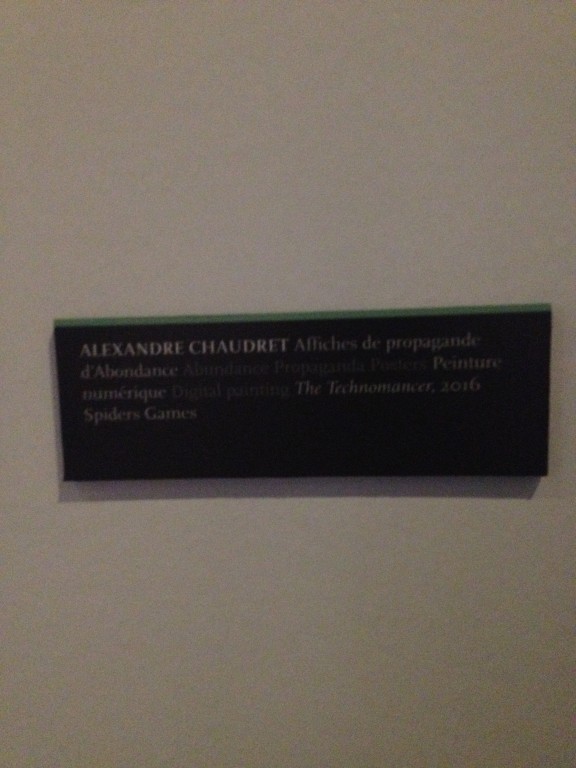 ALEXANDRE CHAUDRET Affiches de propagande
d'Abondance Abundance Propaganda Posters Peinture
numérique Digital painting The Technomancer, 2016
Spiders Games